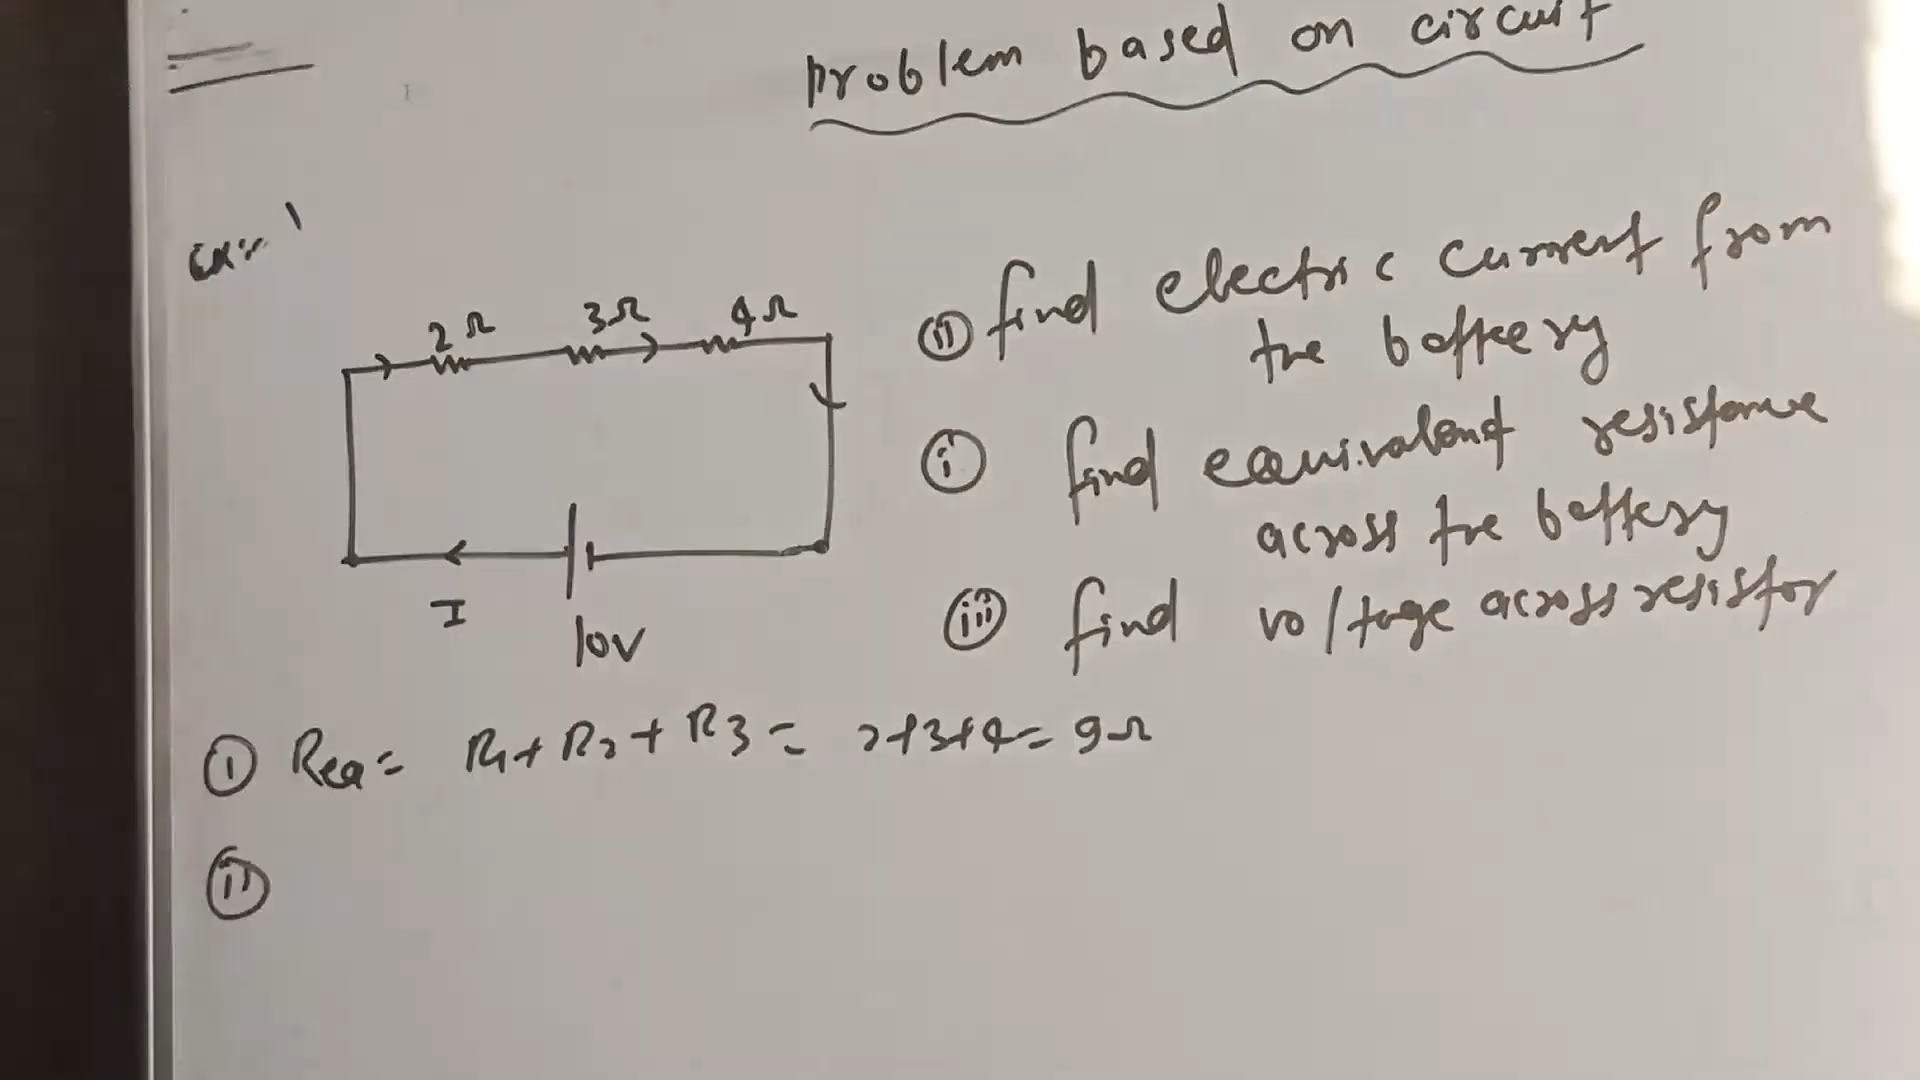 problem based on circuit
Ex:- 1
2Ω 3Ω 4Ω
I
10V
(ii) find electric current from
the battery
(i) find equivalent resistance
across the battery
(iii) find voltage across resistor
(i) Req = R1 + R2 + R3 = 2+3+4 = 9Ω
(ii)